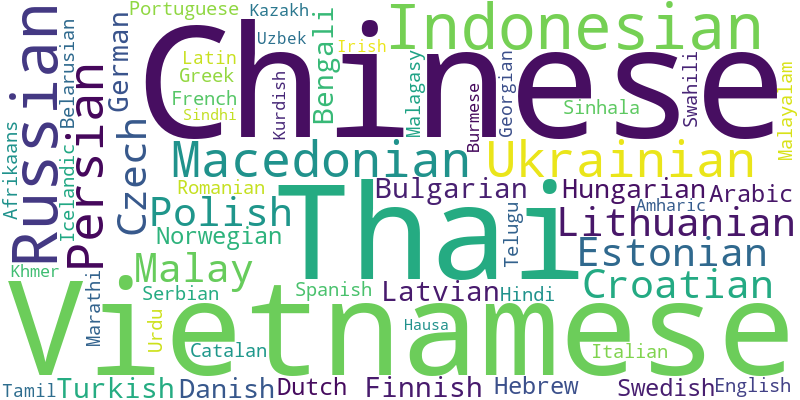 Portuguese
Kazakh
Chinese
Indonesian
Russian
Belarusian
German
Latin
Uzbek
Irish
Bengali
Greek
French
Sindhi
Kurdish
Malagasy
Burmese
Georgian
Sinhala
Swahili
Malayalam
Persian
Afrikaans
Icelandic
Czech
Macedonian
Ukrainian
Romanian
Thai
Bulgarian
Hungarian
Arabic
Polish
Amharic
Lithuanian
Norwegian
Telugu
Estonian
Khmer
Malay
Croatian
Marathi
Vietnamese
Serbian
Spanish
Latvian
Hindi
Urdu
Hausa
Catalan
Italian
Tamil
Turkish
Danish
Dutch
Finnish
Hebrew
Swedish
English